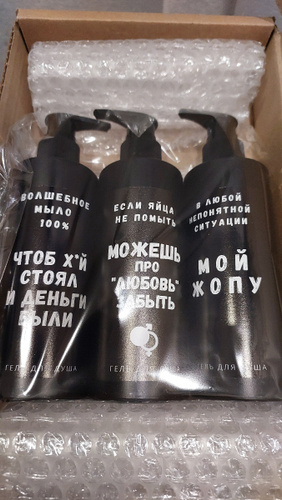 ВОЛШЕБНОЕ
МЫЛО
100%
ЧТОБ Х*Й
СТОЯЛ
И ДЕНЬГИ
БЫЛИ
ГЕЛЬ ДЛЯ ДУША
ЕСЛИ ЯЙЦА
НЕ ПОМЫТЬ
МОЖЕШЬ
ПРО
"ЛЮБОВЬ"
ЗАБЫТЬ
ГЕЛЬ ДЛЯ ДУША
В ЛЮБОЙ
НЕПОНЯТНОЙ
СИТУАЦИИ
МОЙ
ЖОПУ
ГЕЛЬ ДЛЯ ДУША